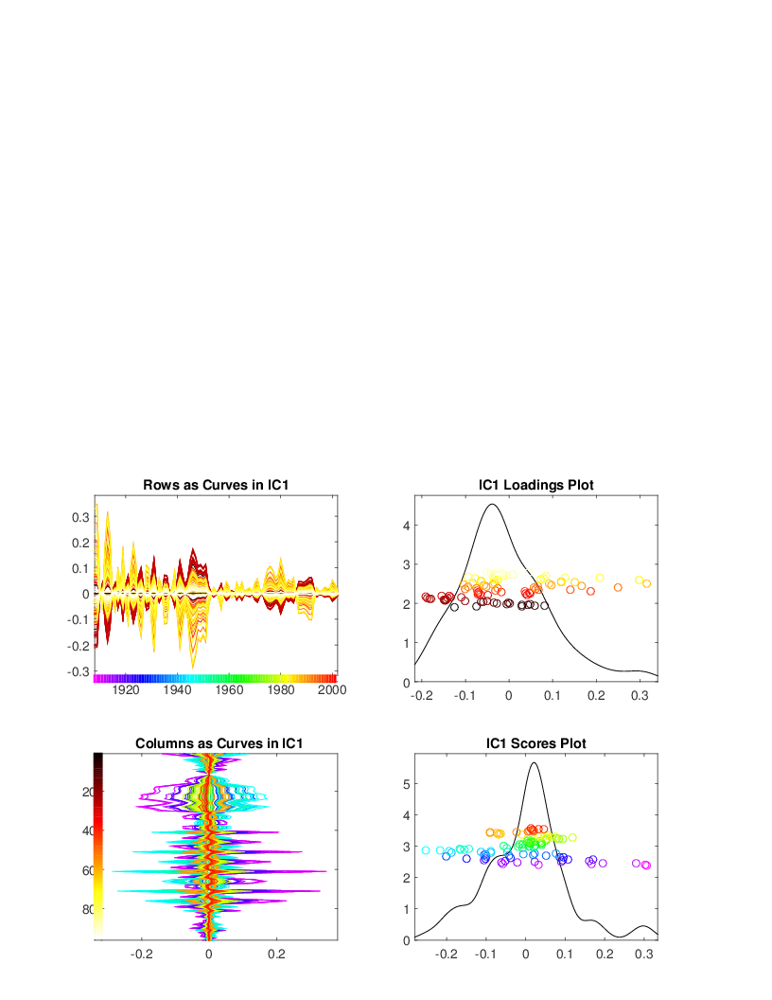 Rows as Curves in IC1
0.3
0.2
0.1
0
-0.1
-0.2
-0.3
1920 1940 1960 1980 2000
IC1 Loadings Plot
4
3
2
1
0
-0.2 -0.1 0 0.1 0.2 0.3
Columns as Curves in IC1
20
40
60
80
-0.2 0 0.2
IC1 Scores Plot
5
4
3
2
1
0
-0.2 -0.1 0 0.1 0.2 0.3